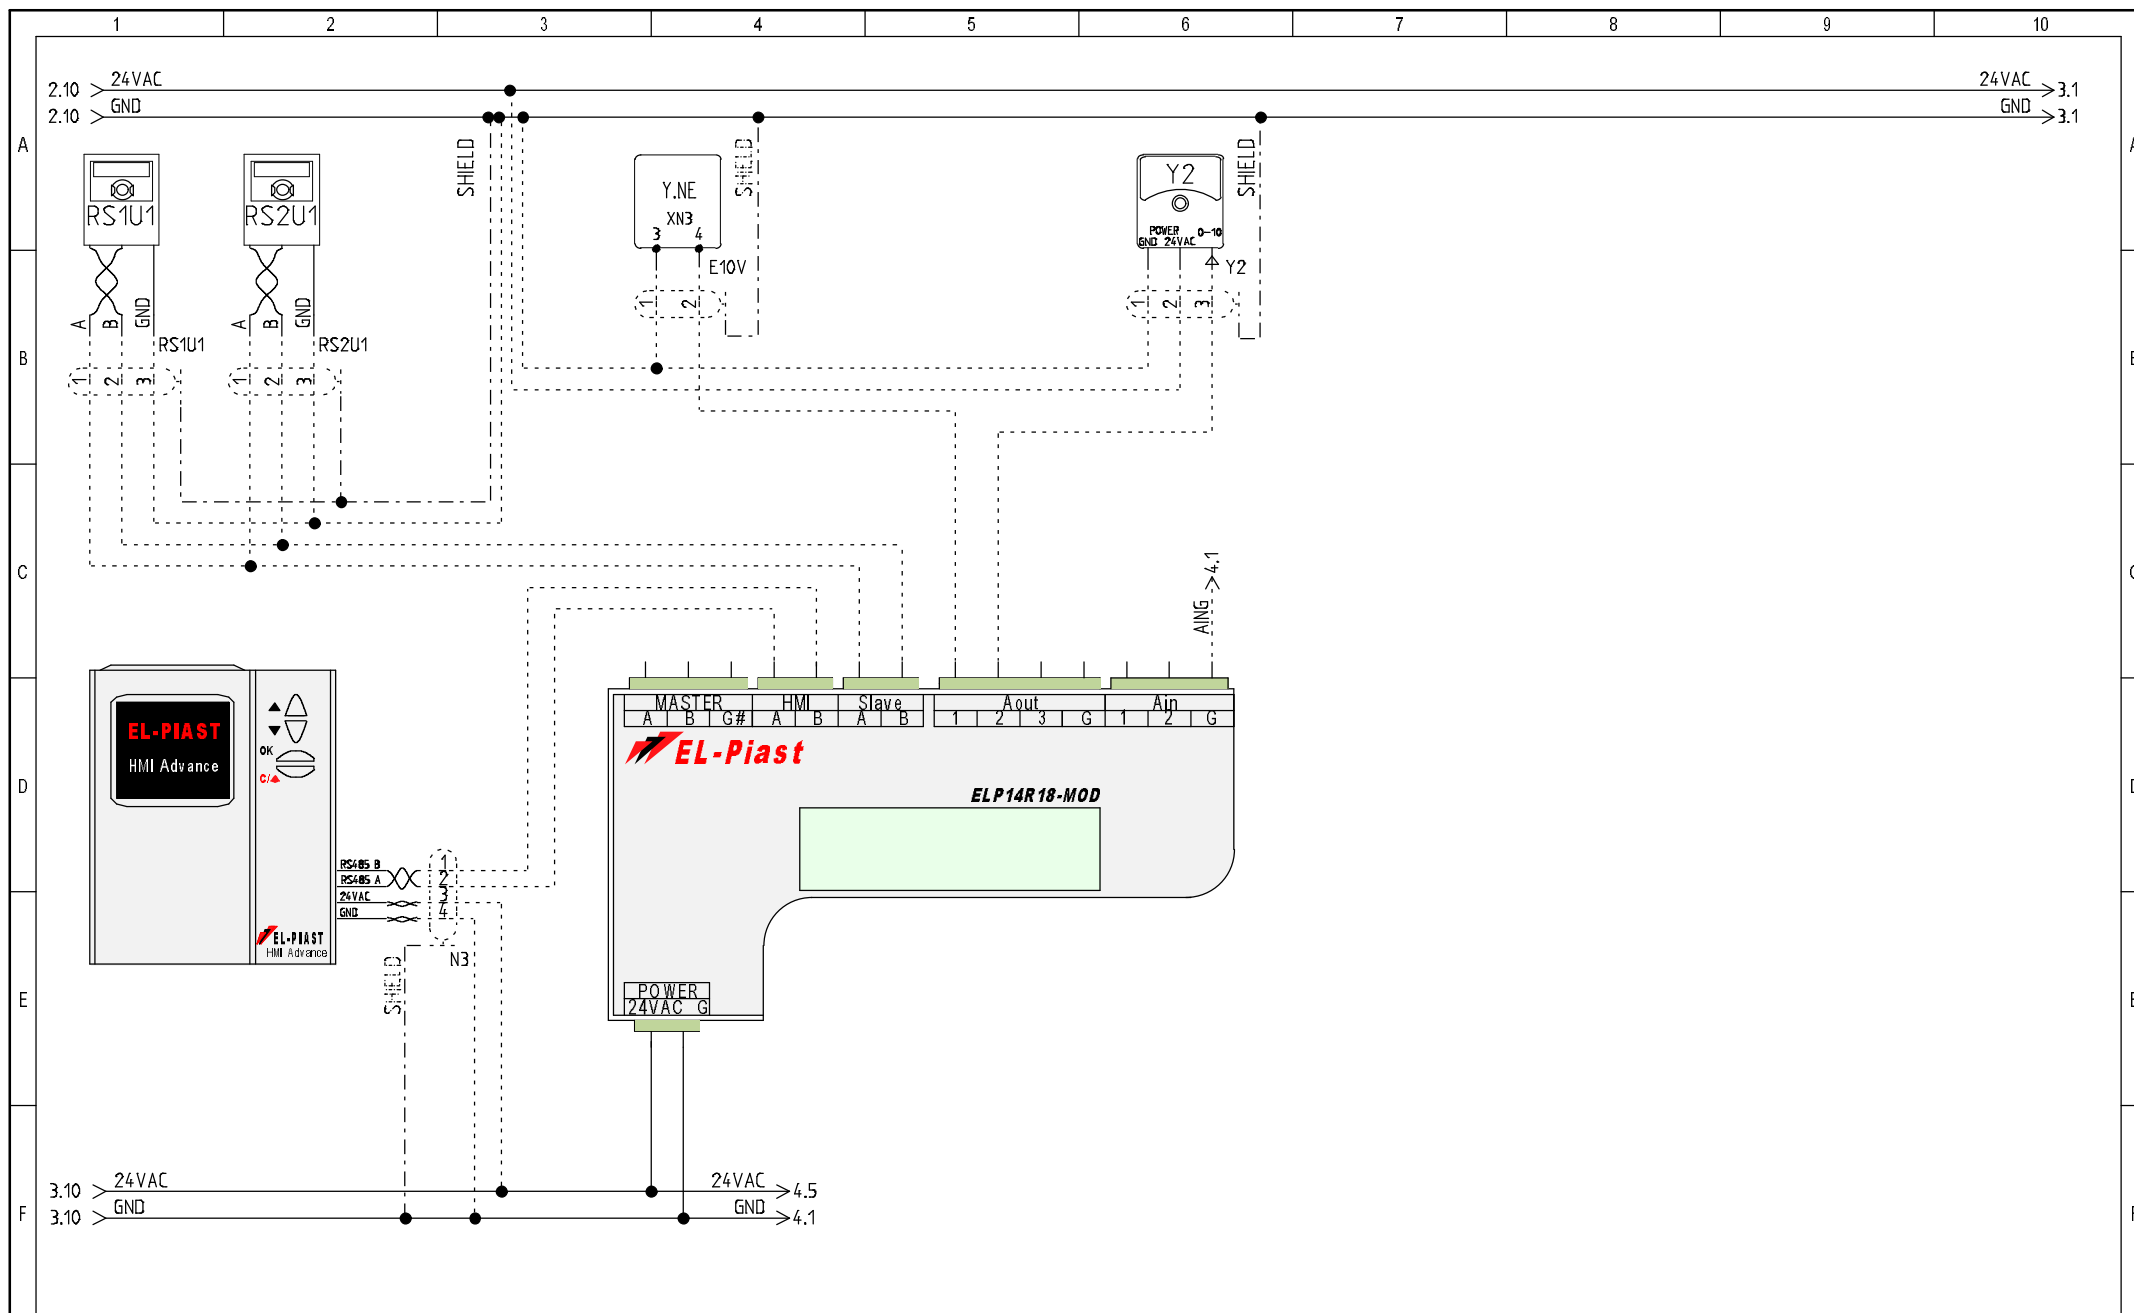 1 2 3 4 5 6 7 8 9 10
2.10 24VAC 24VAC 3.1
2.10 GND GND 3.1
A
SHIELD SHIELD SHIELD
RS1U1 RS2U1
Y.NE
XN3
3 4
Y2
POWER 0-10
GND 24VAC
E10V Y2
1 2 1 2 3
A B GND A B GND
B
RS1U1 RS2U1
1 2 3 1 2 3
C
AING 4.1
MASTER HMI Slave Aout Ain
A B G# A B A B 1 2 3 G 1 2 G
EL-Piast
ELP14R18-MOD
D
EL-PIAST
HMI Advance
OK
C/
RS485 B 1
RS485 A 2
24VAC 3
GND 4
EL-PIAST
HMI Advance
N3
SHIELD
E
POWER
24VAC G
3.10 24VAC 24VAC 4.5
F
3.10 GND GND 4.1